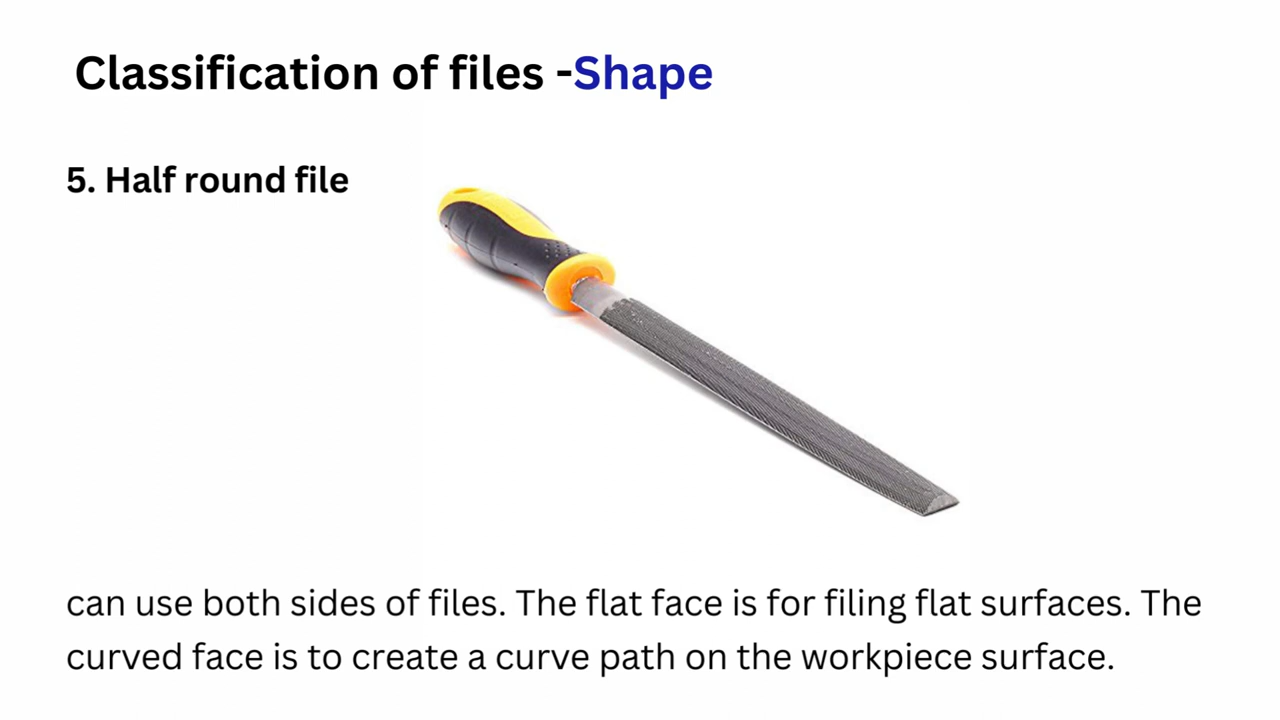 Classification of files -Shape
5. Half round file
can use both sides of files. The flat face is for filing flat surfaces. The
curved face is to create a curve path on the workpiece surface.